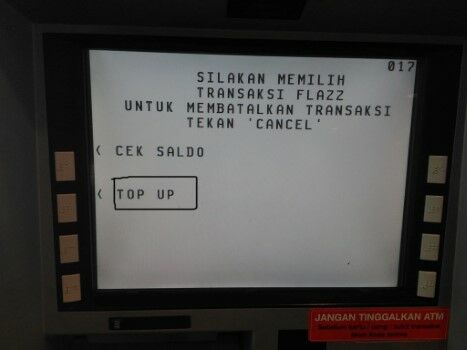 017
SILAKAN MEMILIH
TRANSAKSI FLAZZ
UNTUK MEMBATALKAN TRANSAKSI
TEKAN 'CANCEL'
< CEK SALDO
< TOP UP
JANGAN TINGGALKAN ATM